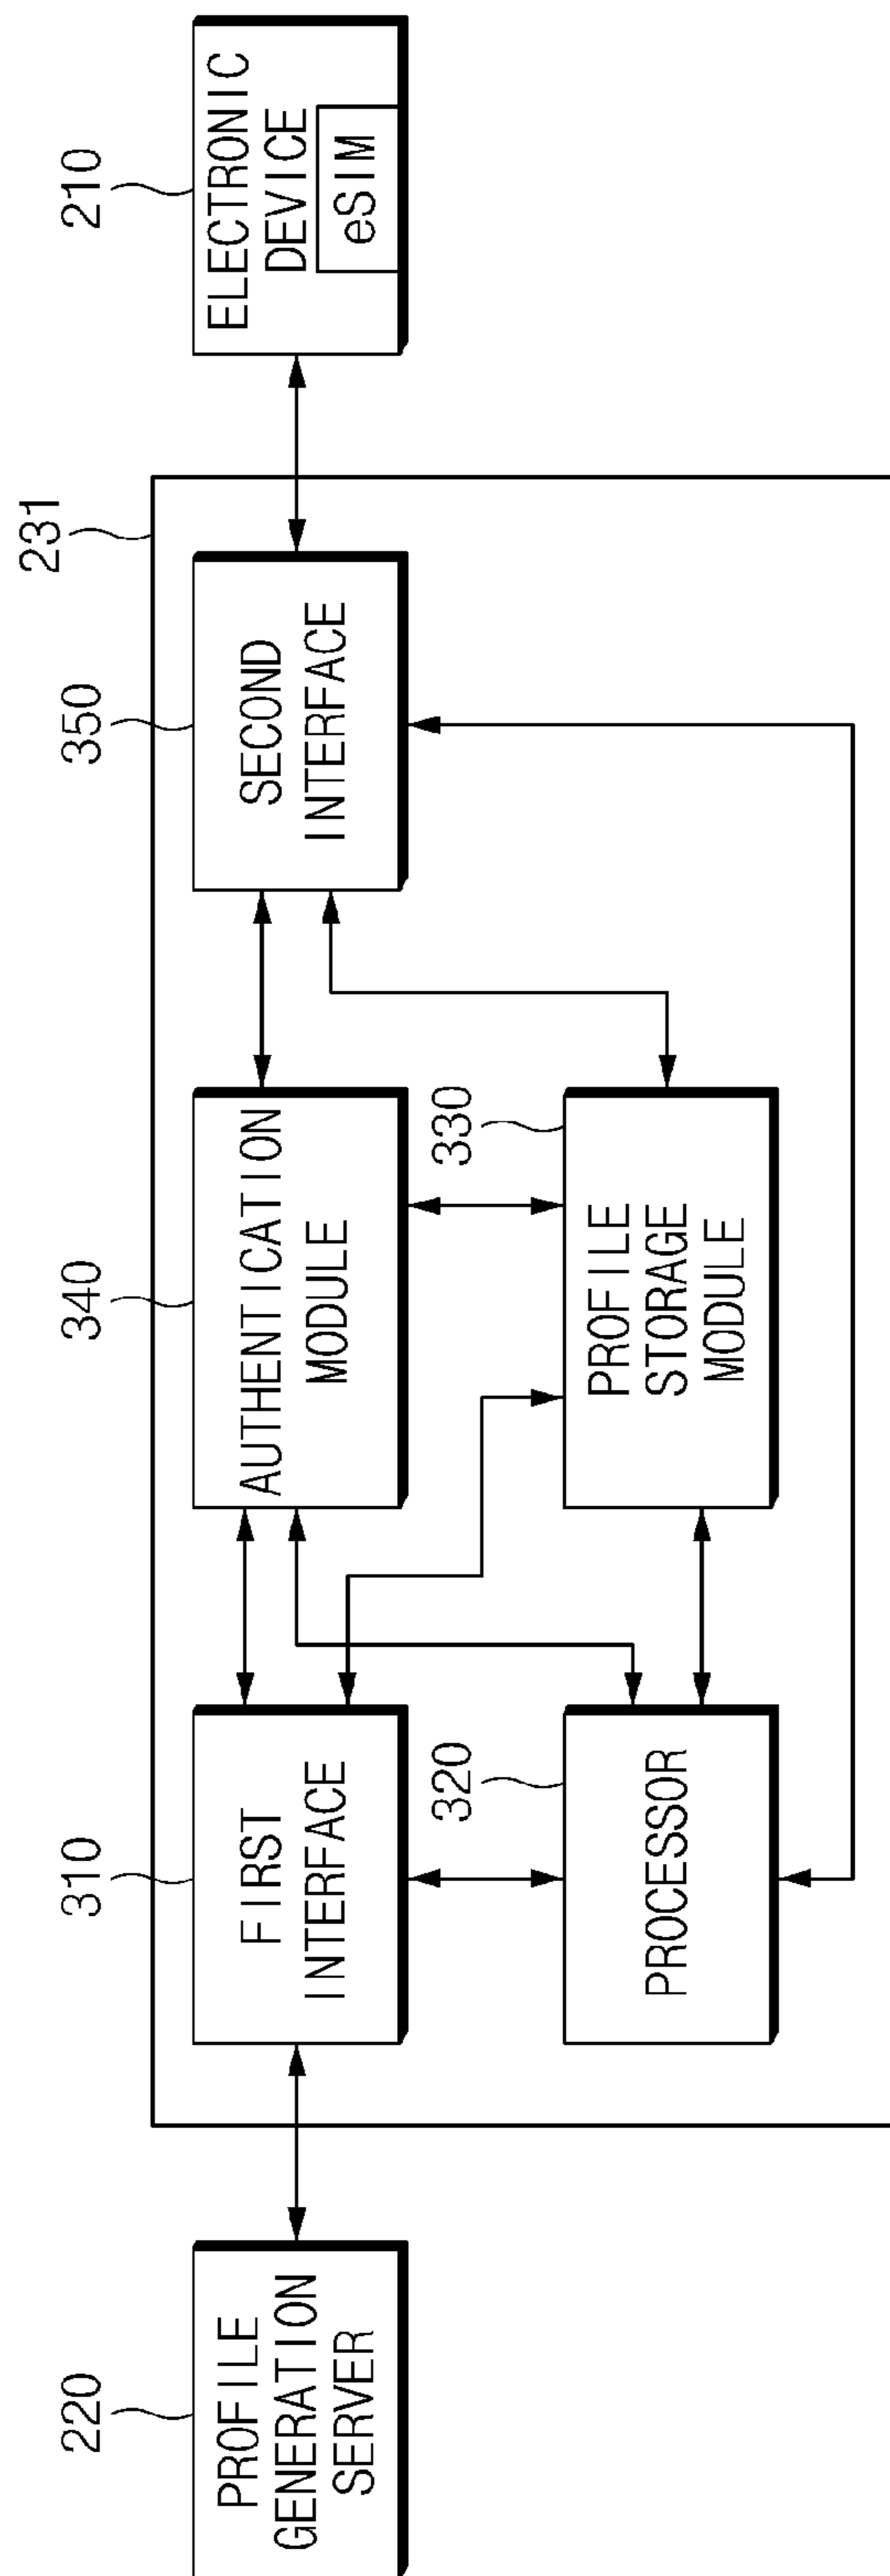 220
PROFILE
GENERATION
SERVER
231
310
FIRST
INTERFACE
340
AUTHENTICATION
MODULE
350
SECOND
INTERFACE
210
ELECTRONIC
DEVICE
eSIM
320
PROCESSOR
330
PROFILE
STORAGE
MODULE